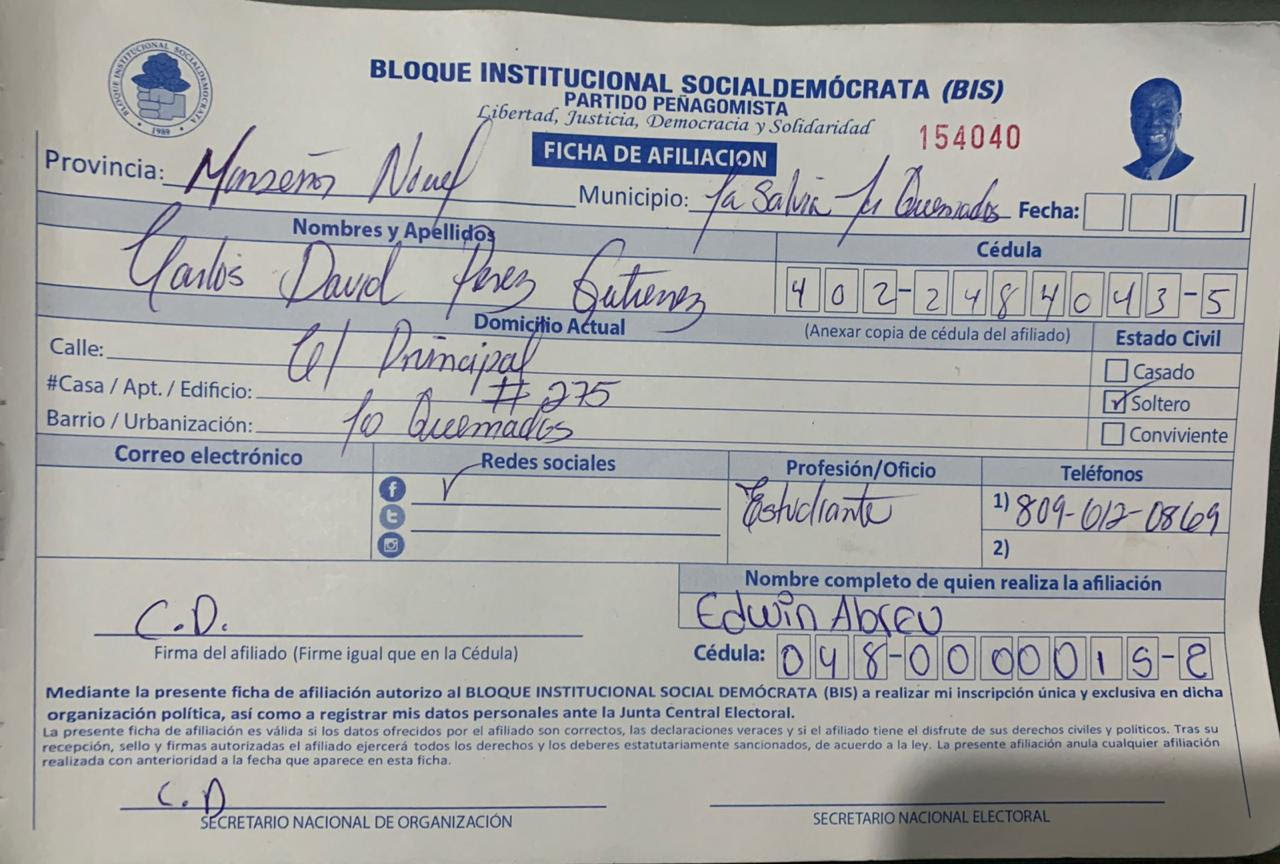 BLOQUE INSTITUCIONAL SOCIALDEMÓCRATA
1989
BLOQUE INSTITUCIONAL SOCIALDEMÓCRATA (BIS)
PARTIDO PEÑAGOMISTA
Libertad, Justicia, Democracia y Solidaridad
154040
FICHA DE AFILIACION
Provincia: Monseñor Nouel Municipio: La Salvia Los Quemados Fecha:
Nombres y Apellidos Cédula
Carlos David Perez Gutierrez 402-2484043-5
Domicilio Actual (Anexar copia de cédula del afiliado) Estado Civil
Calle: C/ Principal Casado
#Casa / Apt. / Edificio: # 275 Soltero
Barrio / Urbanización: Los Quemados Conviviente
Correo electrónico Redes sociales Profesión/Oficio Teléfonos
Estudiante 1) 809-612-0869
2)
Nombre completo de quien realiza la afiliación
Edwin Abreu
C.D. Cédula: 048-0000015-2
Firma del afiliado (Firme igual que en la Cédula)
Mediante la presente ficha de afiliación autorizo al BLOQUE INSTITUCIONAL SOCIAL DEMÓCRATA (BIS) a realizar mi inscripción única y exclusiva en dicha
organización política, así como a registrar mis datos personales ante la Junta Central Electoral.
La presente ficha de afiliación es válida si los datos ofrecidos por el afiliado son correctos, las declaraciones veraces y si el afiliado tiene el disfrute de sus derechos civiles y politicos. Tras su
recepción, sello y firmas autorizadas el afiliado ejercerá todos los derechos y los deberes estatutariamente sancionados, de acuerdo a la ley. La presente afiliación anula cualquier afiliación
realizada con anterioridad a la fecha que aparece en esta ficha.
C.D
SECRETARIO NACIONAL DE ORGANIZACIÓN SECRETARIO NACIONAL ELECTORAL